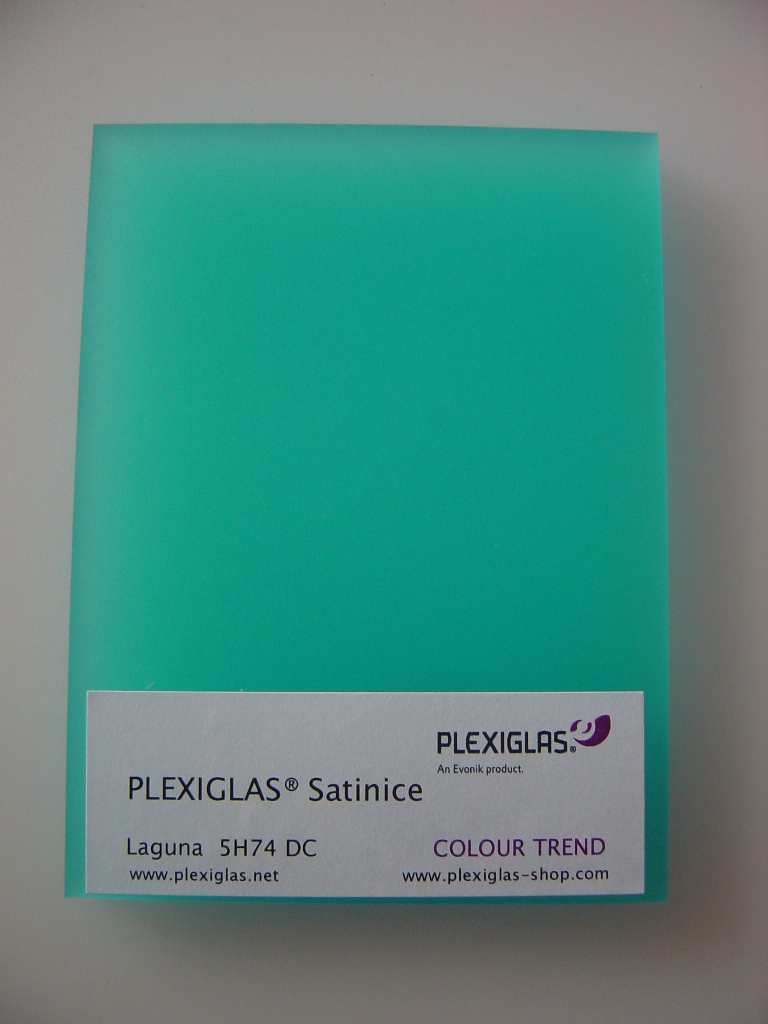 PLEXIGLAS®
An Evonik product.
PLEXIGLAS® Satinice
Laguna 5H74 DC COLOUR TREND
www.plexiglas.net www.plexiglas-shop.com